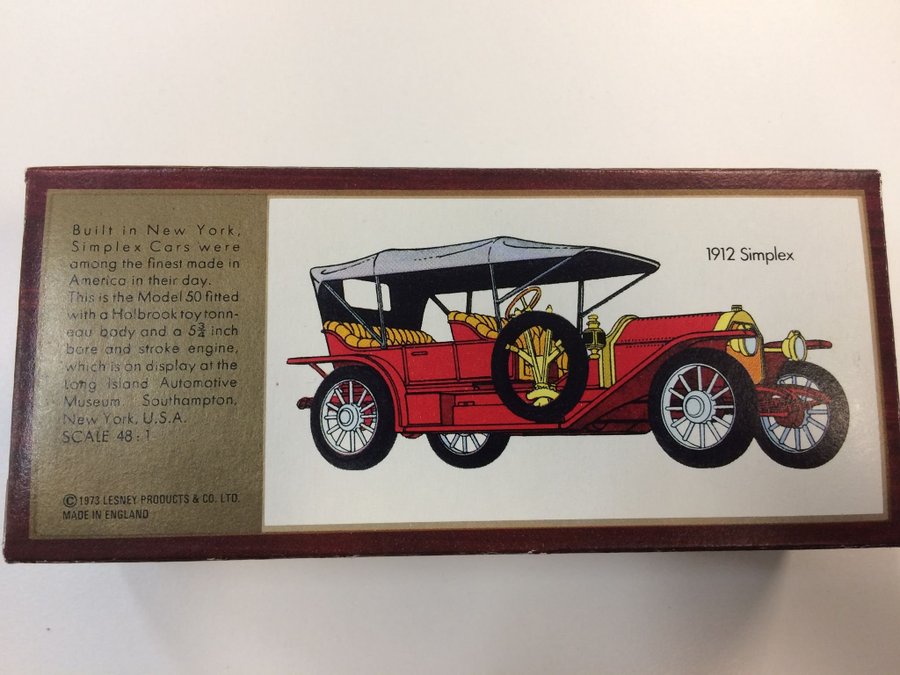 Built in New York,
Simplex Cars were
among the finest made in
America in their day.
This is the Model 50 fitted
with a Holbrook toy tonn-
eau body and a 5¾ inch
bore and stroke engine,
which is on display at the
Long Island Automotive
Museum. Southampton,
New York, U.S.A.
SCALE 48 : 1
© 1973 LESNEY PRODUCTS & CO. LTD.
MADE IN ENGLAND
1912 Simplex